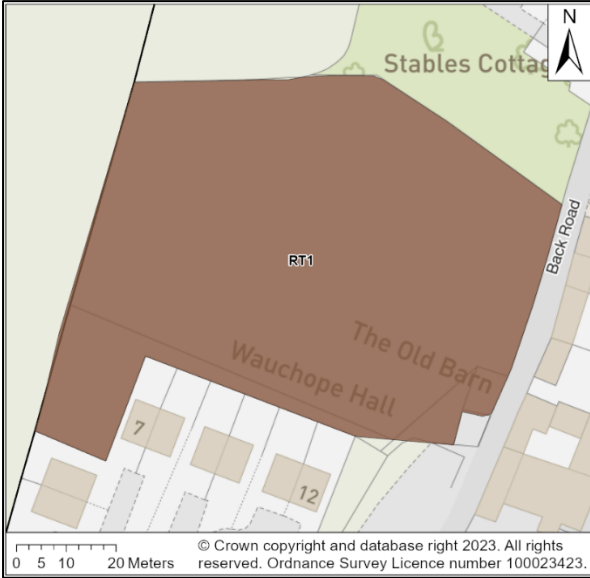 N
Stables Cottag
Back Road
RT1
The Old Barn
Wauchope Hall
7
12
0 5 10 20 Meters
© Crown copyright and database right 2023. All rights
reserved. Ordnance Survey Licence number 100023423.